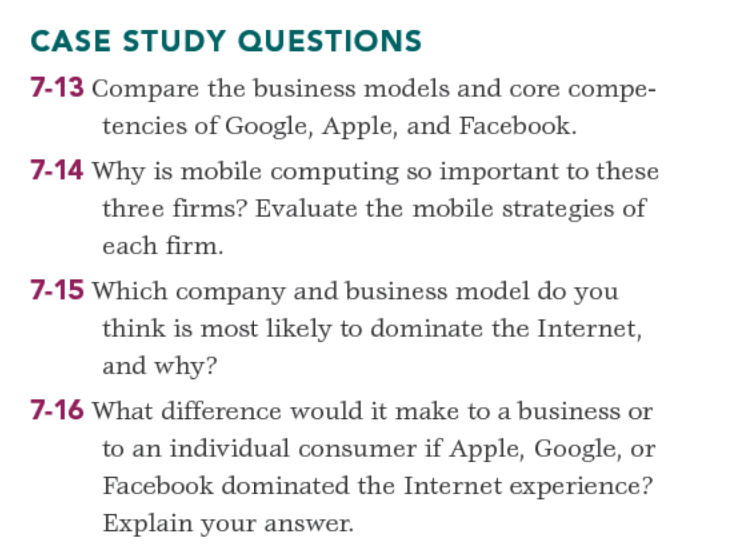 CASE STUDY QUESTIONS
7-13 Compare the business models and core compe-
tencies of Google, Apple, and Facebook.
7-14 Why is mobile computing so important to these
three firms? Evaluate the mobile strategies of
each firm.
7-15 Which company and business model do you
think is most likely to dominate the Internet,
and why?
7-16 What difference would it make to a business or
to an individual consumer if Apple, Google, or
Facebook dominated the Internet experience?
Explain your answer.